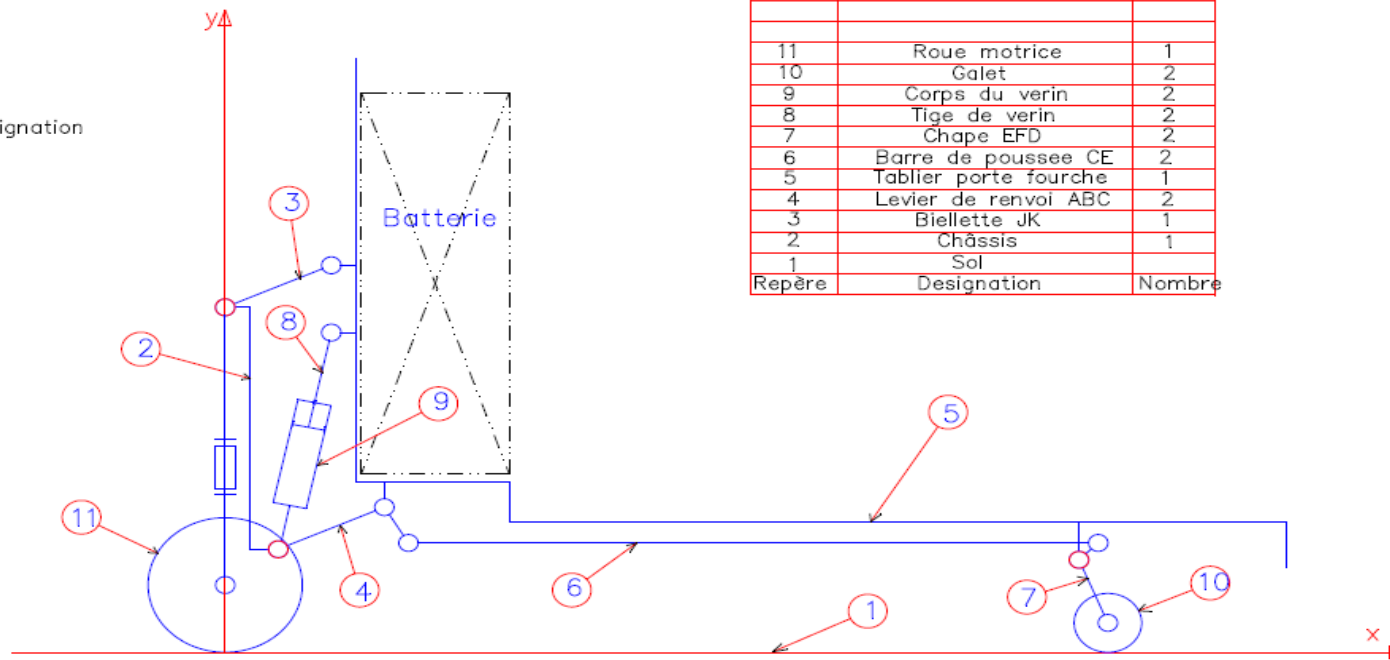 y
ignation
11 Roue motrice 1
10 Galet 2
9 Corps du verin 2
8 Tige de verin 2
7 Chape EFD 2
6 Barre de poussee CE 2
5 Tablier porte fourche 1
4 Levier de renvoi ABC 2
3 Biellette JK 1
2 Châssis 1
1 Sol
Repère Designation Nombre
3
Batterie
8
2
9
5
11
4
6
7
10
1
x